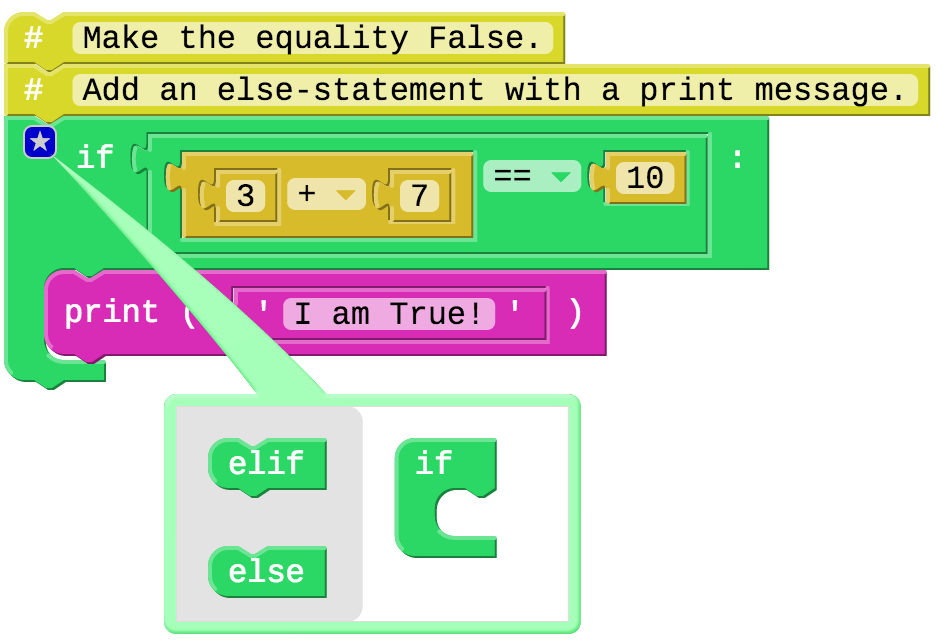 # Make the equality False.
# Add an else-statement with a print message.
if 3 + 7 == 10 :
print ( ' I am True! ' )
elif
if
else